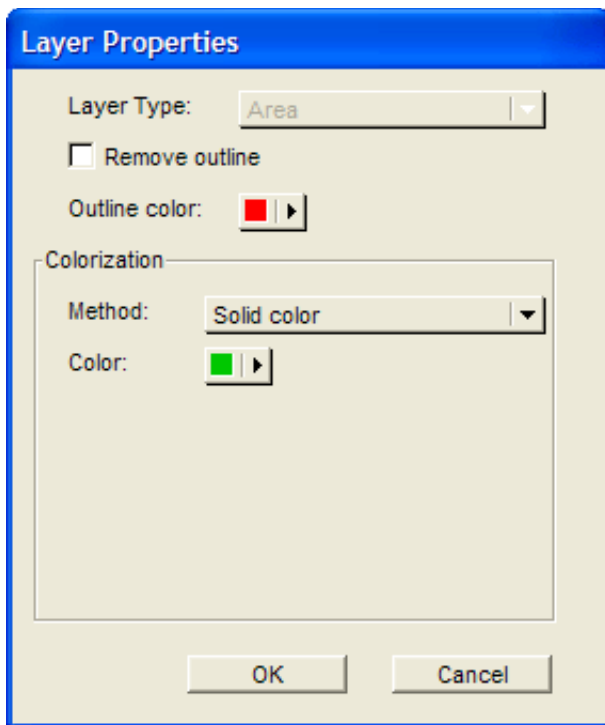 Layer Properties
Layer Type: Area
Remove outline
Outline color:
Colorization
Method: Solid color
Color:
OK Cancel